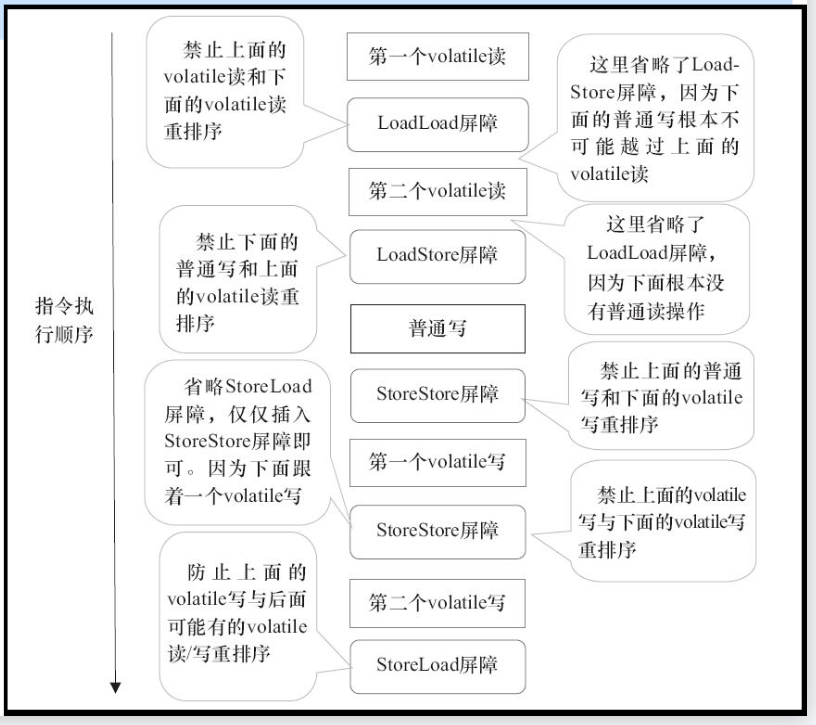 指令执
行顺序
禁止上面的
volatile读和下
面的volatile读
重排序
第一个volatile读
LoadLoad屏障
这里省略了Load-
Store屏障，因为下
面的普通写根本不
可能越过上面的
volatile读
第二个volatile读
禁止下面的
普通写和上面
的volatile读重
排序
LoadStore屏障
这里省略了
LoadLoad屏障，
因为下面根本没
有普通读操作
普通写
省略StoreLoad
屏障，仅仅插入
StoreStore屏障即
可。因为下面跟
着一个volatile写
StoreStore屏障
禁止上面的普通
写和下面的volatile
写重排序
第一个volatile写
StoreStore屏障
禁止上面的volatile
写与下面的volatile写
重排序
防止上面的
volatile写与后面
可能有的volatile
读/写重排序
第二个volatile写
StoreLoad屏障